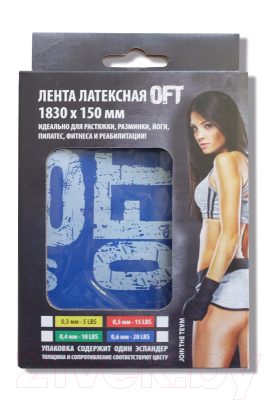 ЛЕНТА ЛАТЕКСНАЯ OFT
1830 х 150 мм
ИДЕАЛЬНО ДЛЯ РАСТЯЖКИ, РАЗМИНКИ, ЙОГИ,
ПИЛАТЕС, ФИТНЕСА И РЕАБИЛИТАЦИИ!
OFT
0,3 мм - 5 LBS
0,5 мм - 15 LBS
0,4 мм - 10 LBS
0,6 мм - 20 LBS
УПАКОВКА СОДЕРЖИТ ОДИН ЭСПАНДЕР
ТОЛЩИНА И СОПРОТИВЛЕНИЕ СООТВЕТСТВУЮТ ЦВЕТУ
JOIN THE TEAM
21vek.by